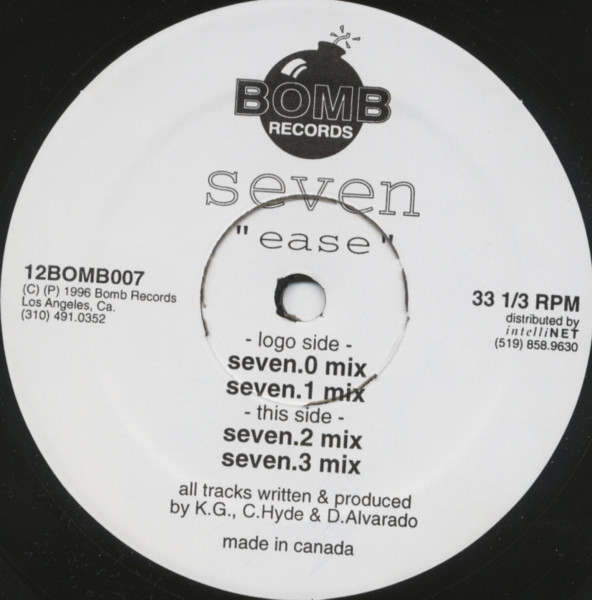 BOMB
RECORDS
seven
"ease"
12BOMB007
(C) (P) 1996 Bomb Records
Los Angeles, Ca.
(310) 491.0352
33 1/3 RPM
distributed by
intelliNET
(519) 858.9630
- logo side -
seven.0 mix
seven.1 mix
- this side -
seven.2 mix
seven.3 mix
all tracks written & produced
by K.G., C.Hyde & D.Alvarado
made in canada